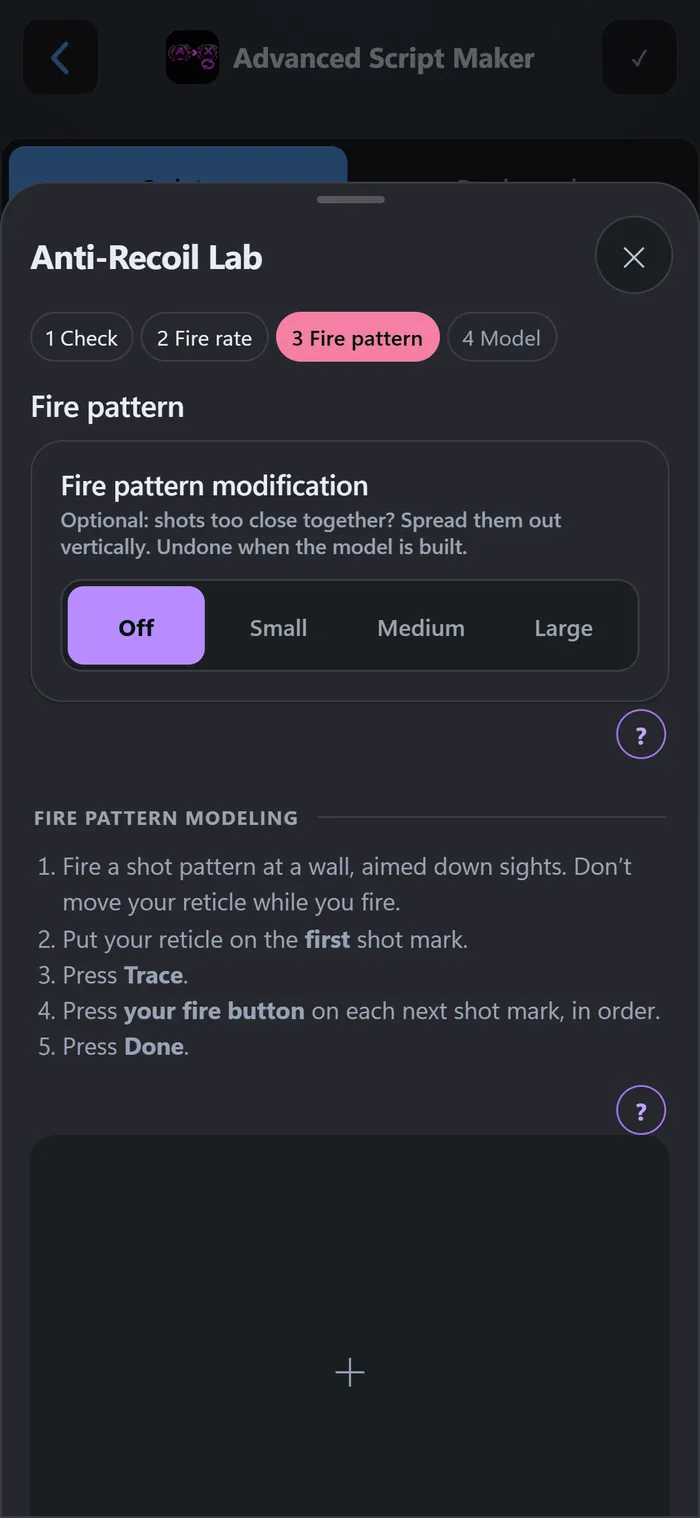 Advanced Script Maker
✓
Anti-Recoil Lab
1 Check
2 Fire rate
3 Fire pattern
4 Model
Fire pattern
Fire pattern modification
Optional: shots too close together? Spread them out
vertically. Undone when the model is built.
Off
Small
Medium
Large
?
FIRE PATTERN MODELING
1. Fire a shot pattern at a wall, aimed down sights. Don’t
move your reticle while you fire.
2. Put your reticle on the first shot mark.
3. Press Trace.
4. Press your fire button on each next shot mark, in order.
5. Press Done.
?